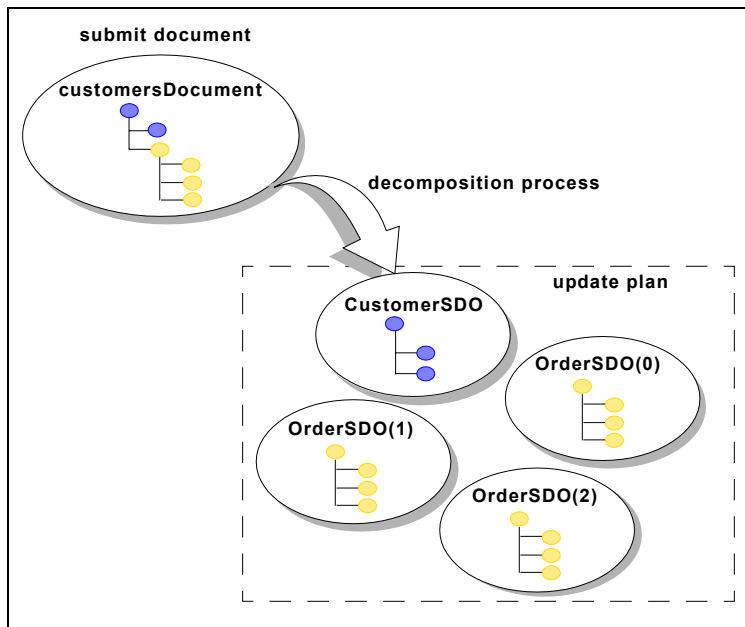 submit document
customersDocument
decomposition process
update plan
CustomerSDO
OrderSDO(0)
OrderSDO(1)
OrderSDO(2)